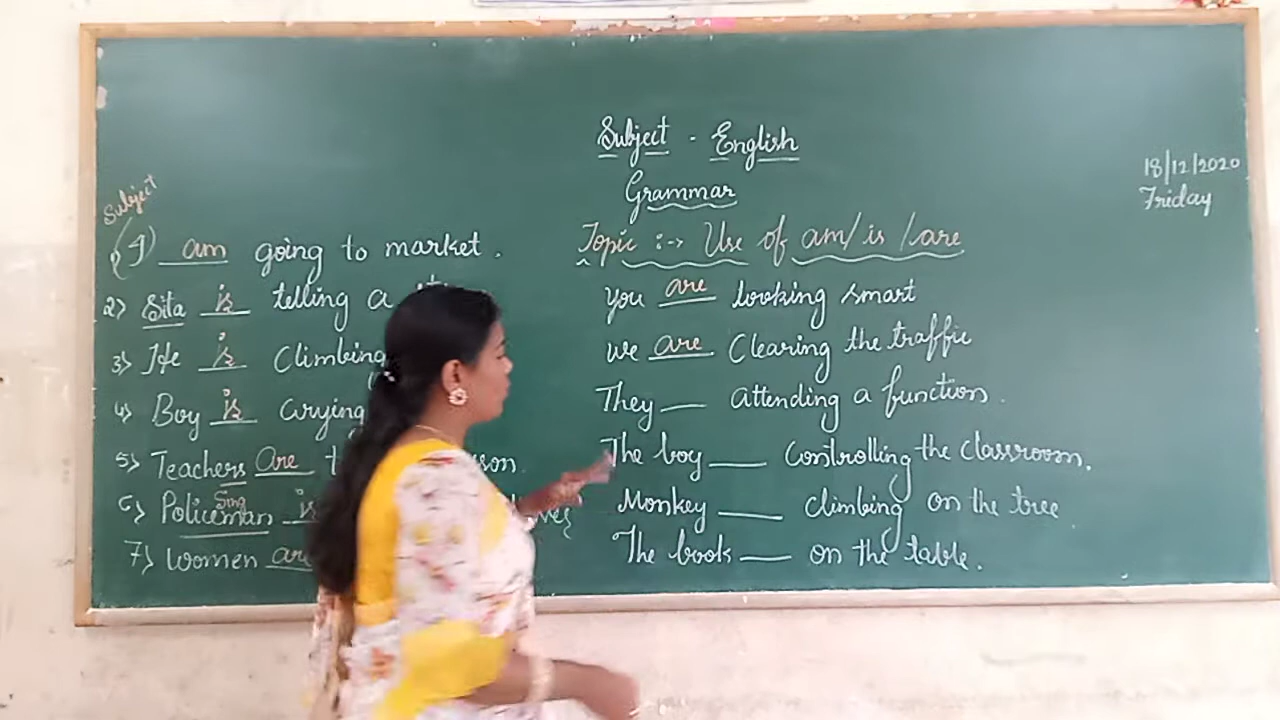 Subject - English
Grammar
18/12/2020
Friday
Topic :-> Use of am/is/are
Subject
1) am going to market.
2) Sita is telling a
3) He is Climbing
4) Boy is crying
5) Teachers are
Sing
6) Policeman is
7) Women are
You are looking smart
We are Clearing the traffic
They ___ attending a function.
The boy ___ Controlling the classroom.
Monkey ___ climbing on the tree.
The book ___ on the table.